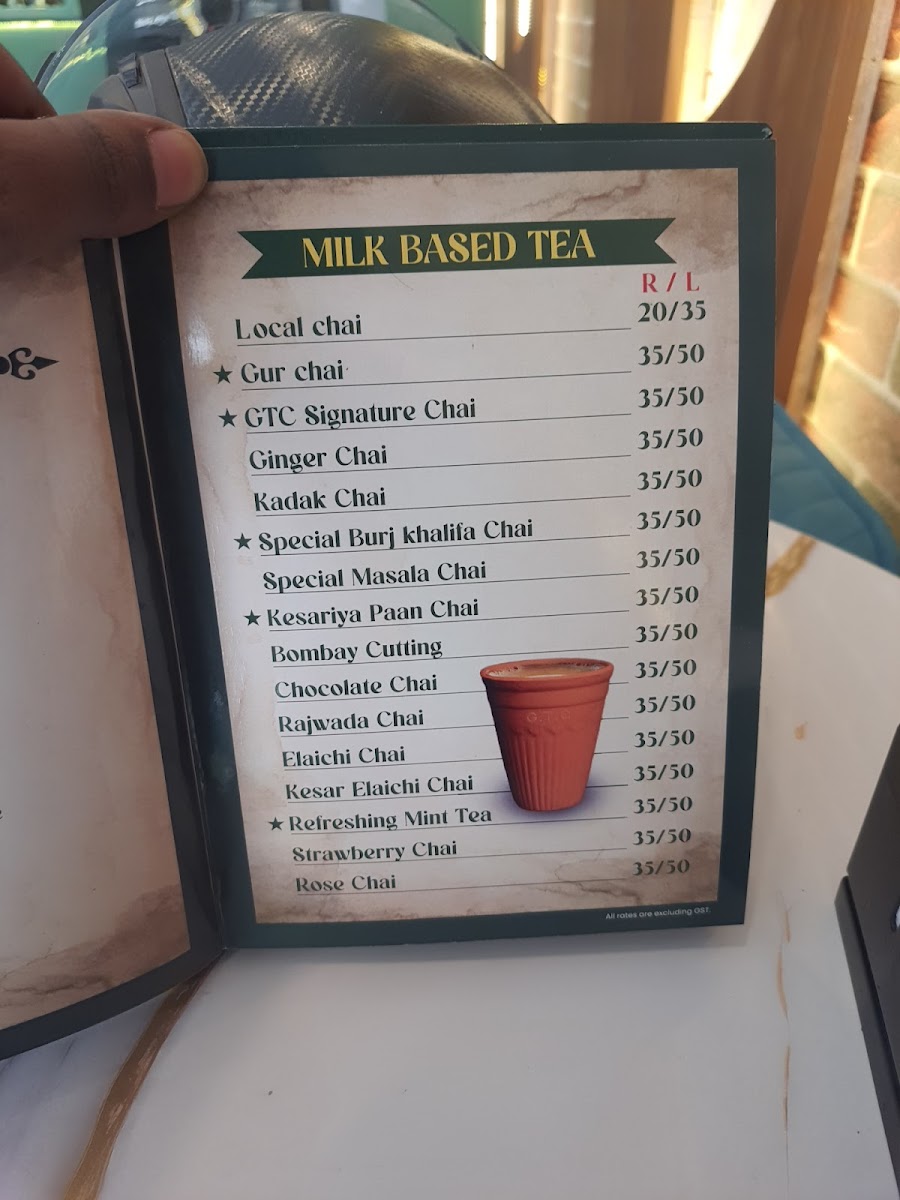 MILK BASED TEA
R / L
Local chai 20/35
★ Gur chai 35/50
★ GTC Signature Chai 35/50
Ginger Chai 35/50
Kadak Chai 35/50
★ Special Burj khalifa Chai 35/50
Special Masala Chai 35/50
★ Kesariya Paan Chai 35/50
Bombay Cutting 35/50
Chocolate Chai 35/50
Rajwada Chai 35/50
Elaichi Chai 35/50
Kesar Elaichi Chai 35/50
★ Refreshing Mint Tea 35/50
Strawberry Chai 35/50
Rose Chai 35/50
G.T.C
All rates are excluding GST.